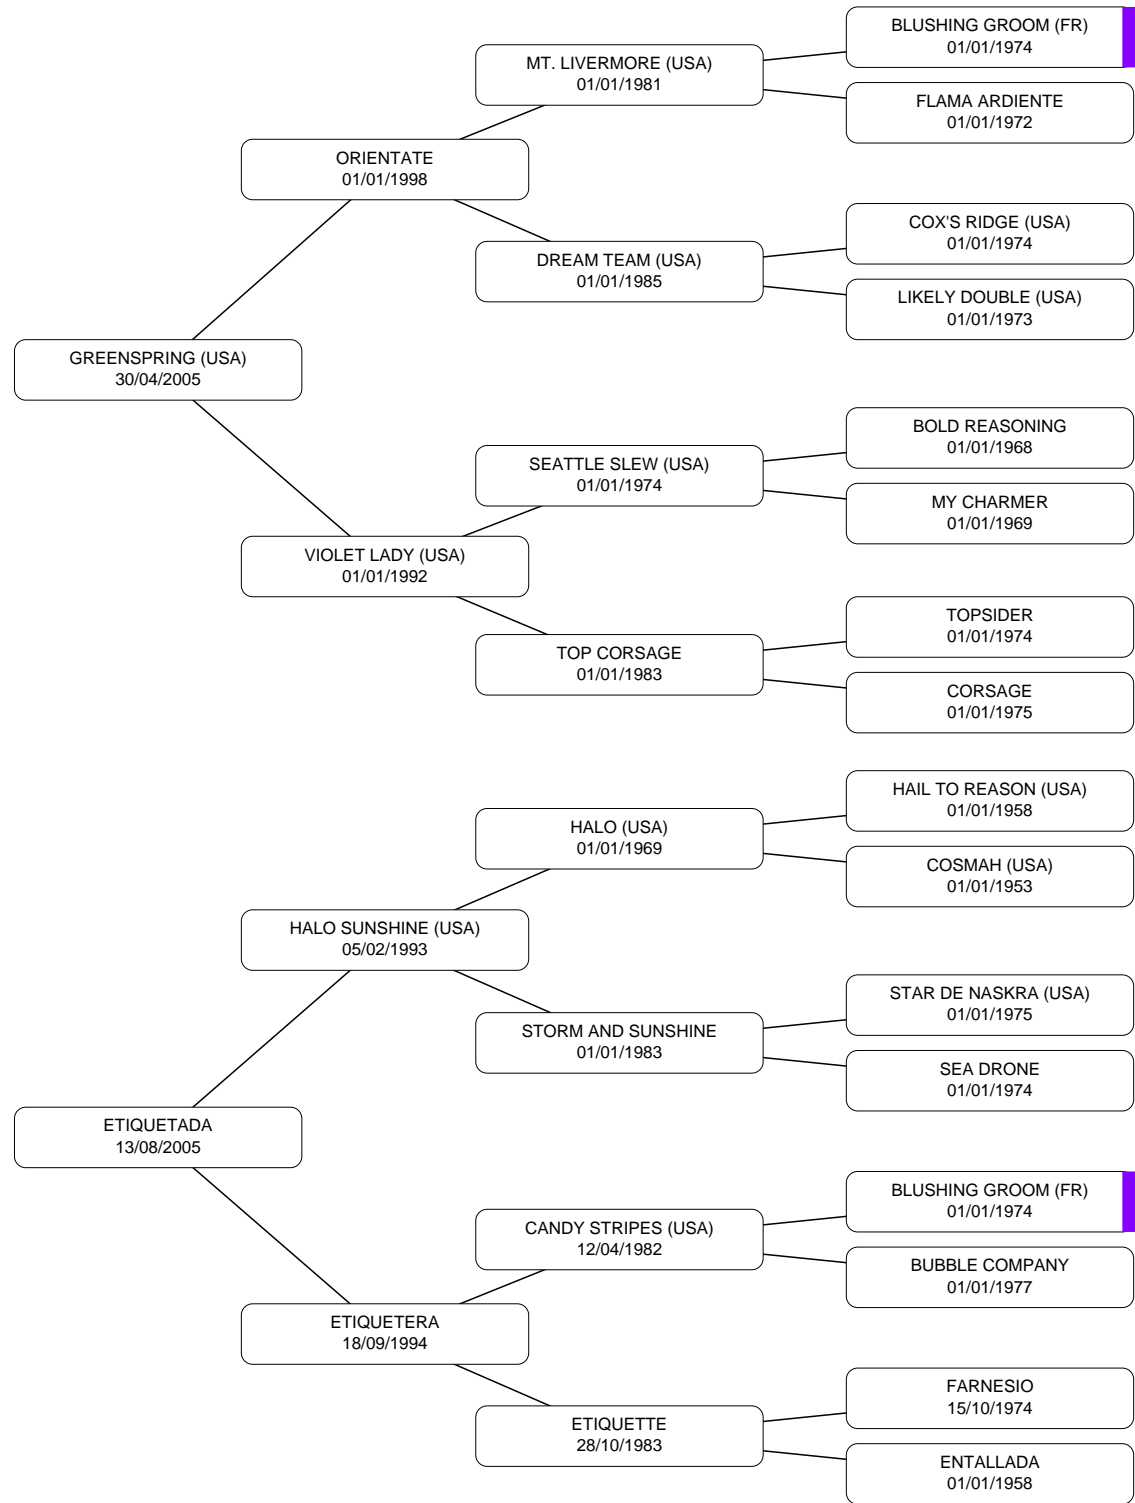 BLUSHING GROOM (FR)
01/01/1974
MT. LIVERMORE (USA)
01/01/1981
FLAMA ARDIENTE
01/01/1972
ORIENTATE
01/01/1998
COX'S RIDGE (USA)
01/01/1974
DREAM TEAM (USA)
01/01/1985
LIKELY DOUBLE (USA)
01/01/1973
GREENSPRING (USA)
30/04/2005
BOLD REASONING
01/01/1968
SEATTLE SLEW (USA)
01/01/1974
MY CHARMER
01/01/1969
VIOLET LADY (USA)
01/01/1992
TOPSIDER
01/01/1974
TOP CORSAGE
01/01/1983
CORSAGE
01/01/1975
HAIL TO REASON (USA)
01/01/1958
HALO (USA)
01/01/1969
COSMAH (USA)
01/01/1953
HALO SUNSHINE (USA)
05/02/1993
STAR DE NASKRA (USA)
01/01/1975
STORM AND SUNSHINE
01/01/1983
SEA DRONE
01/01/1974
ETIQUETADA
13/08/2005
BLUSHING GROOM (FR)
01/01/1974
CANDY STRIPES (USA)
12/04/1982
BUBBLE COMPANY
01/01/1977
ETIQUETERA
18/09/1994
FARNESIO
15/10/1974
ETIQUETTE
28/10/1983
ENTALLADA
01/01/1958